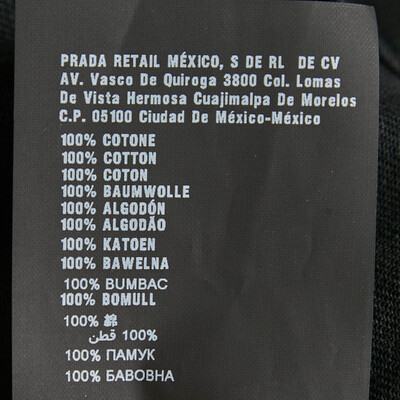 PRADA RETAIL MÉXICO, S DE RL DE CV
AV. Vasco De Quiroga 3800 Col. Lomas
De Vista Hermosa Cuajimalpa De Morelos
C.P. 05100 Ciudad De México-México
100% COTONE
100% COTTON
100% COTON
100% BAUMWOLLE
100% ALGODÓN
100% ALGODÃO
100% KATOEN
100% BAWELNA
100% BUMBAC
100% BOMULL
100% 綿
100% قطن
100% ПАМУК
100% БАВОВНА